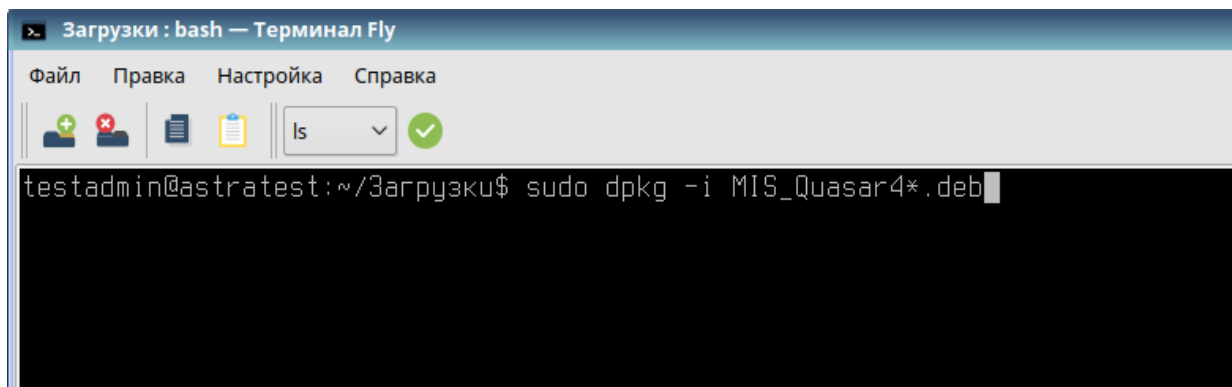 Загрузки : bash — Терминал Fly
Файл Правка Настройка Справка
ls
testadmin@astratest:~/Загрузки$ sudo dpkg -i MIS_Quasar4*.deb